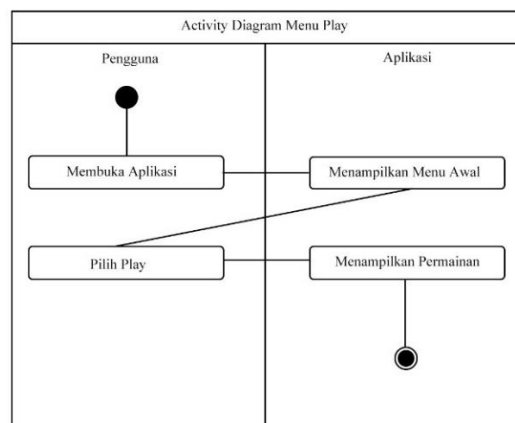 Activity Diagram Menu Play
Pengguna
Aplikasi
Membuka Aplikasi
Menampilkan Menu Awal
Pilih Play
Menampilkan Permainan